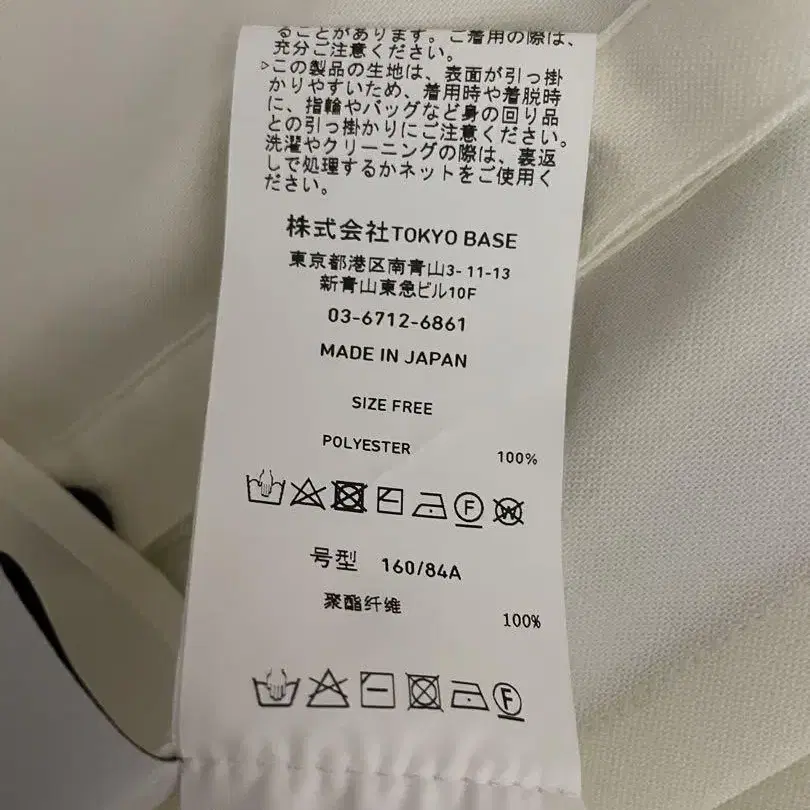 ることがあります。ご着用の際は、
充分ご注意ください。
▷この製品の生地は、表面が引っ掛
かりやすいため、着用時や着脱時
に、指輪やバッグなど身の回り品
との引っ掛かりにご注意ください。
洗濯やクリーニングの際は、裏返
しで処理するかネットをご使用く
ださい。
株式会社TOKYO BASE
東京都港区南青山3-11-13
新青山東急ビル10F
03-6712-6861
MADE IN JAPAN
SIZE FREE
POLYESTER 100%
F W
号型 160/84A
聚酯纤维 100%
F